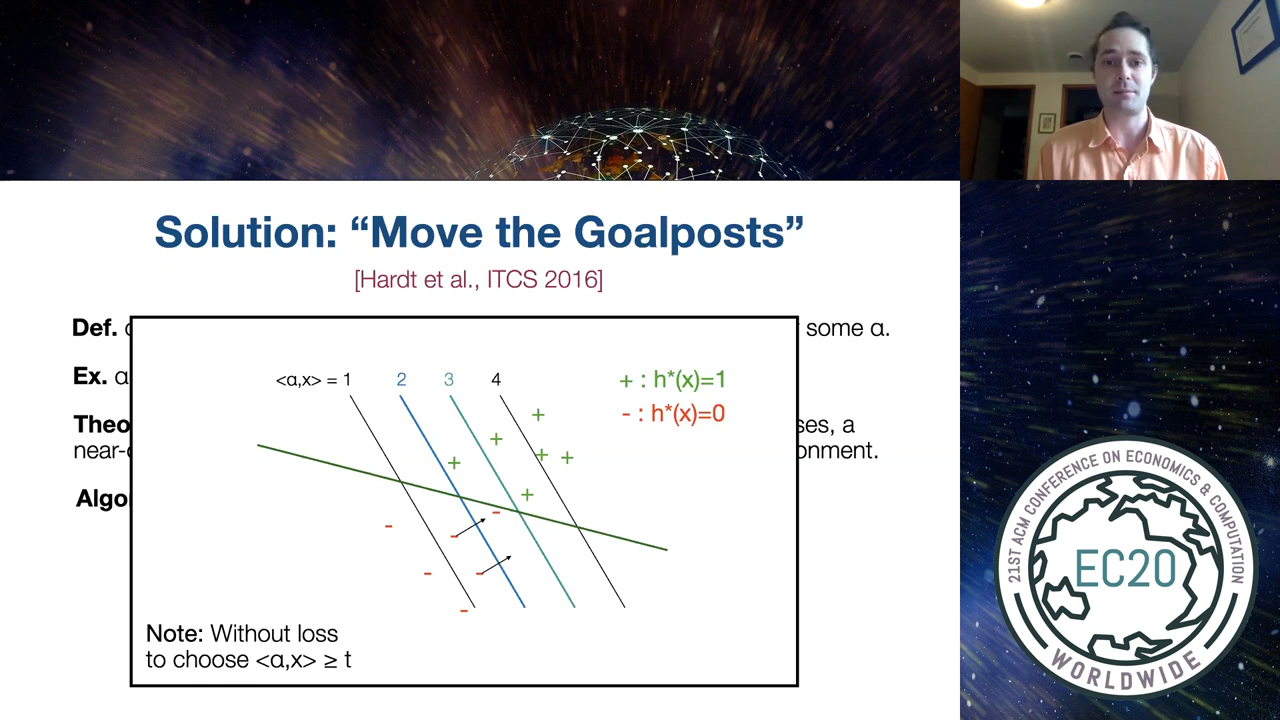 Solution: “Move the Goalposts”
[Hardt et al., ITCS 2016]
Def.
some α.
Ex. α
Theo
ses, a
near-
onment.
Algo
<α,x> = 1 2 3 4
+ : h*(x)=1
- : h*(x)=0
Note: Without loss
to choose <α,x> ≥ t
21ST ACM CONFERENCE ON ECONOMICS & COMPUTATION
EC20
WORLDWIDE